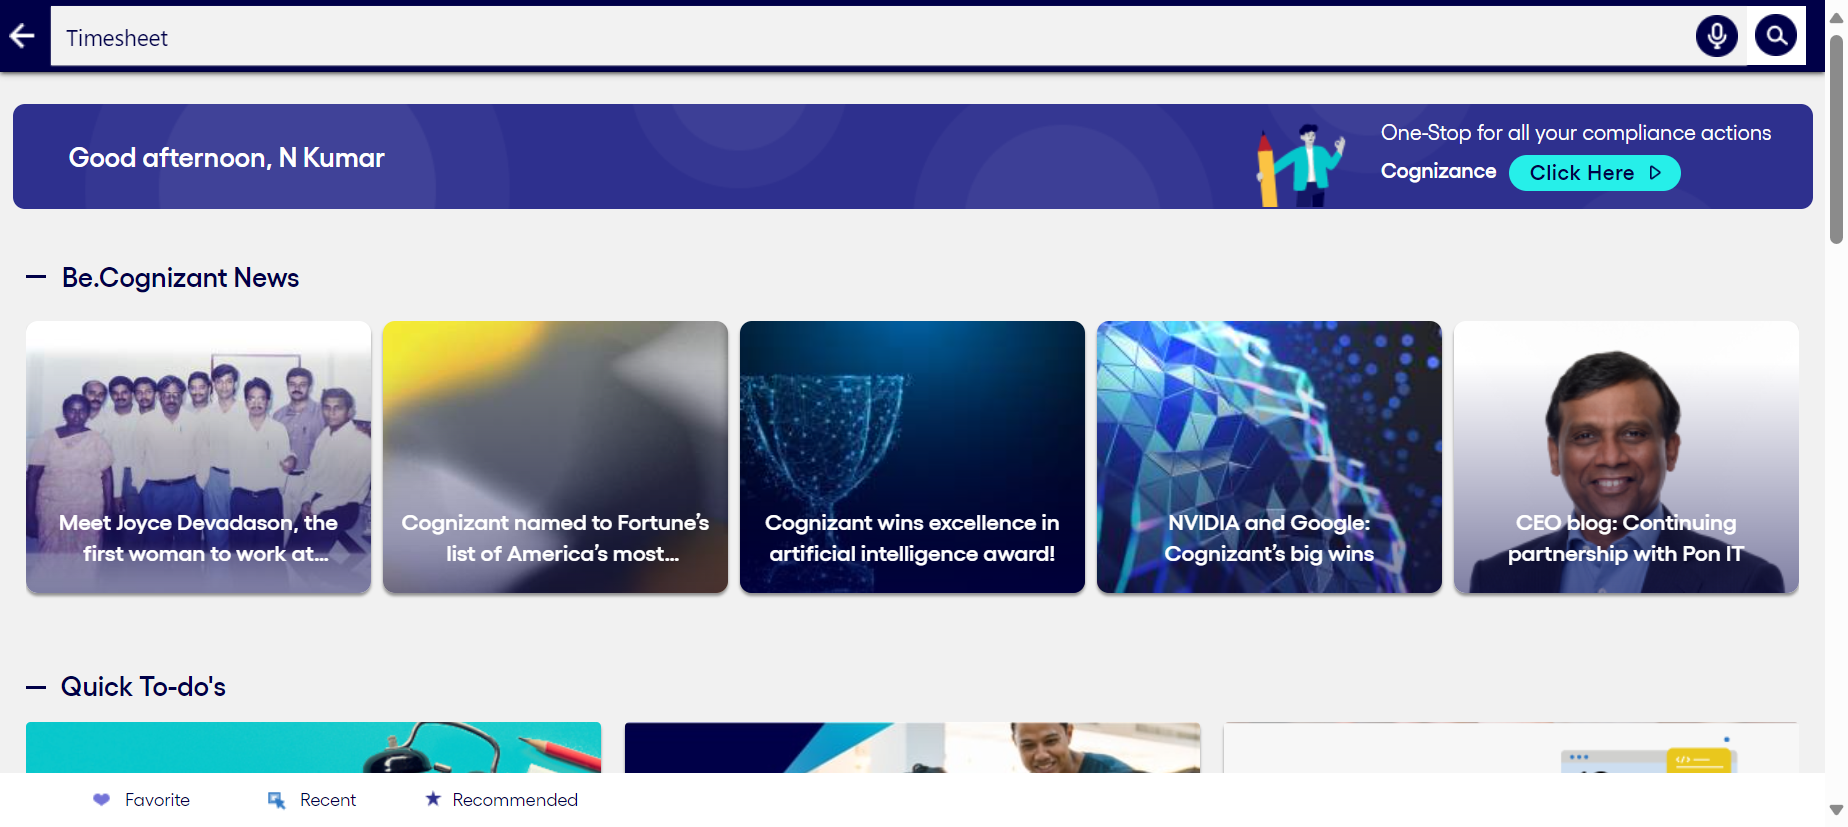 Timesheet
Good afternoon, N Kumar
One-Stop for all your compliance actions
Cognizance Click Here
Be.Cognizant News
Meet Joyce Devadason, the
first woman to work at...
Cognizant named to Fortune’s
list of America’s most...
Cognizant wins excellence in
artificial intelligence award!
NVIDIA and Google:
Cognizant’s big wins
CEO blog: Continuing
partnership with Pon IT
Quick To-do's
Favorite Recent Recommended